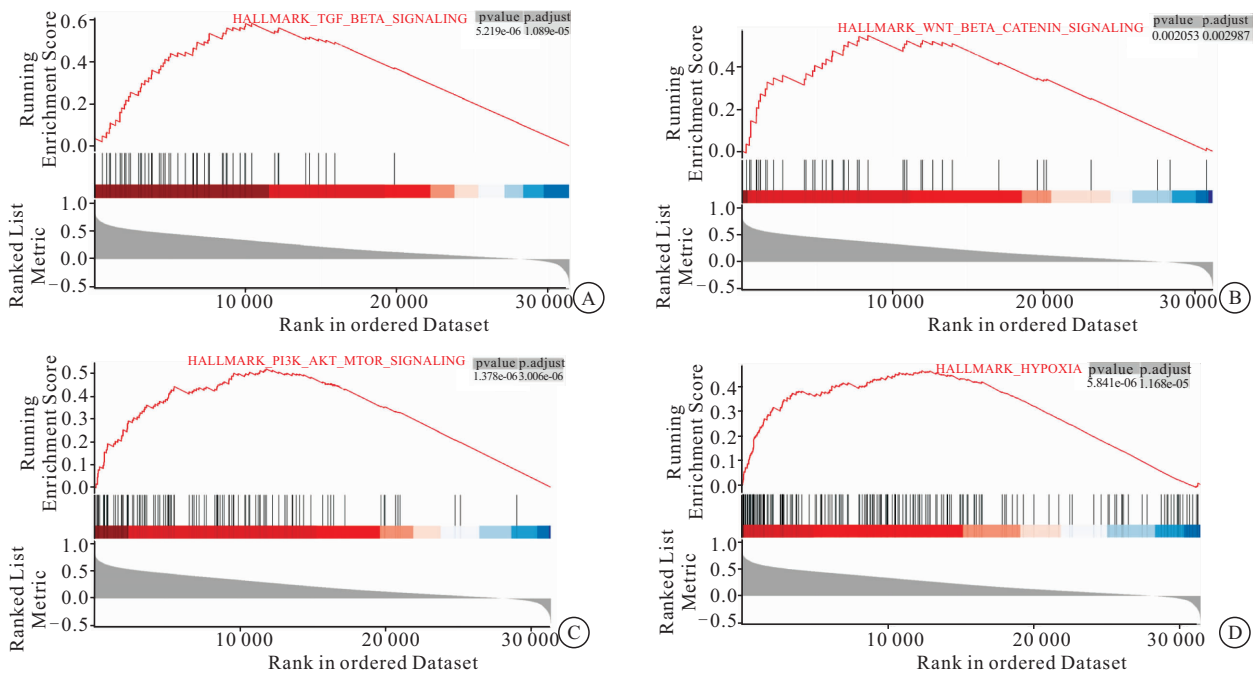 HALLMARK_TGF_BETA_SIGNALING
pvalue p.adjust
5.219e-06 1.089e-05
Running
Enrichment Score
0.6
0.4
0.2
0.0
Ranked List
Metric
1.0
0.5
0.0
−0.5
10 000 20 000 30 000
Rank in ordered Dataset
A
HALLMARK_WNT_BETA_CATENIN_SIGNALING
pvalue p.adjust
0.002053 0.002987
Running
Enrichment Score
0.4
0.2
0.0
Ranked List
Metric
1.0
0.5
0.0
−0.5
10 000 20 000 30 000
Rank in ordered Dataset
B
HALLMARK_PI3K_AKT_MTOR_SIGNALING
pvalue p.adjust
1.378e-06 3.006e-06
Running
Enrichment Score
0.5
0.4
0.3
0.2
0.1
0.0
Ranked List
Metric
1.0
0.5
0.0
−0.5
10 000 20 000 30 000
Rank in ordered Dataset
C
HALLMARK_HYPOXIA
pvalue p.adjust
5.841e-06 1.168e-05
Running
Enrichment Score
0.4
0.3
0.2
0.1
0.0
Ranked List
Metric
1.0
0.5
0.0
−0.5
10 000 20 000 30 000
Rank in ordered Dataset
D